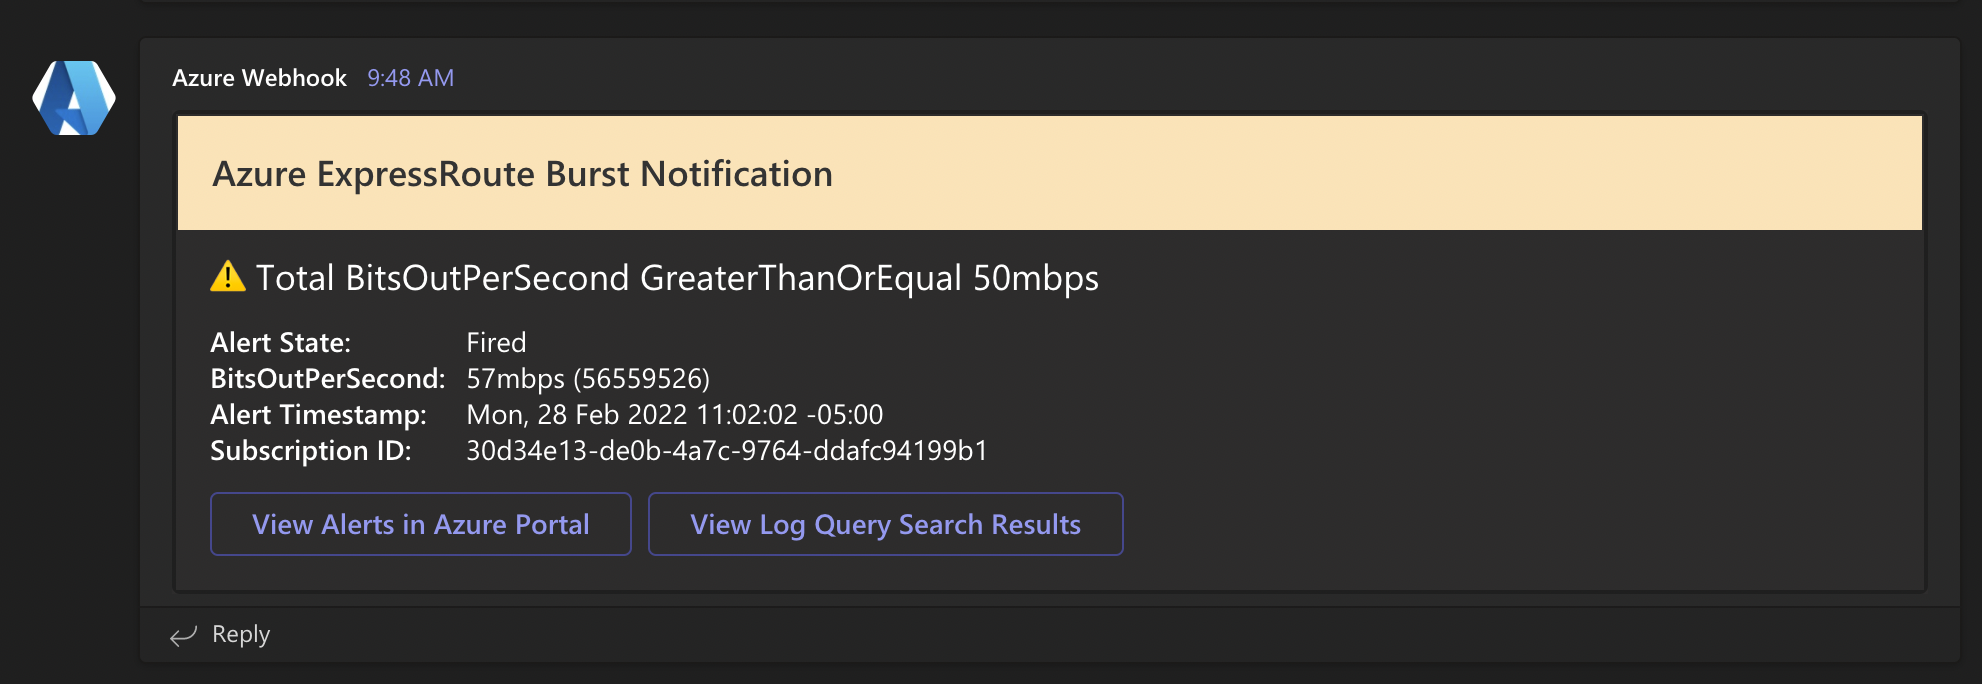 Azure Webhook 9:48 AM
Azure ExpressRoute Burst Notification
Total BitsOutPerSecond GreaterThanOrEqual 50mbps
Alert State: Fired
BitsOutPerSecond: 57mbps (56559526)
Alert Timestamp: Mon, 28 Feb 2022 11:02:02 -05:00
Subscription ID: 30d34e13-de0b-4a7c-9764-ddafc94199b1
View Alerts in Azure Portal View Log Query Search Results
Reply